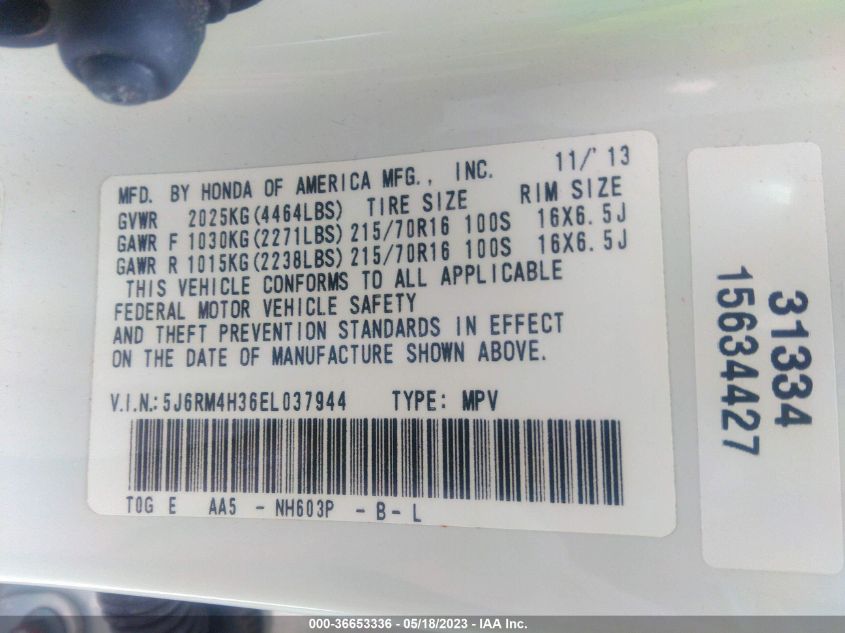 MFD. BY HONDA OF AMERICA MFG., INC. 11/'13
GVWR 2025KG(4464LBS) TIRE SIZE RIM SIZE
GAWR F 1030KG(2271LBS) 215/70R16 100S 16X6.5J
GAWR R 1015KG(2238LBS) 215/70R16 100S 16X6.5J
THIS VEHICLE CONFORMS TO ALL APPLICABLE
FEDERAL MOTOR VEHICLE SAFETY
AND THEFT PREVENTION STANDARDS IN EFFECT
ON THE DATE OF MANUFACTURE SHOWN ABOVE.
V.I.N.: 5J6RM4H36EL037944 TYPE: MPV
T0G E AA5 - NH603P - B - L
31334
15634427
000-36653336 - 05/18/2023 - IAA Inc.